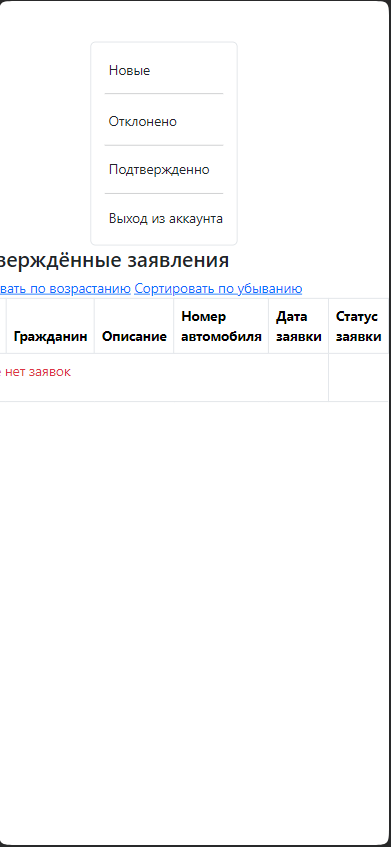 Новые
Отклонено
Подтвержденно
Выход из аккаунта
верждённые заявления
вать по возрастанию Сортировать по убыванию
Гражданин Описание Номер автомобиля Дата заявки Статус заявки
нет заявок